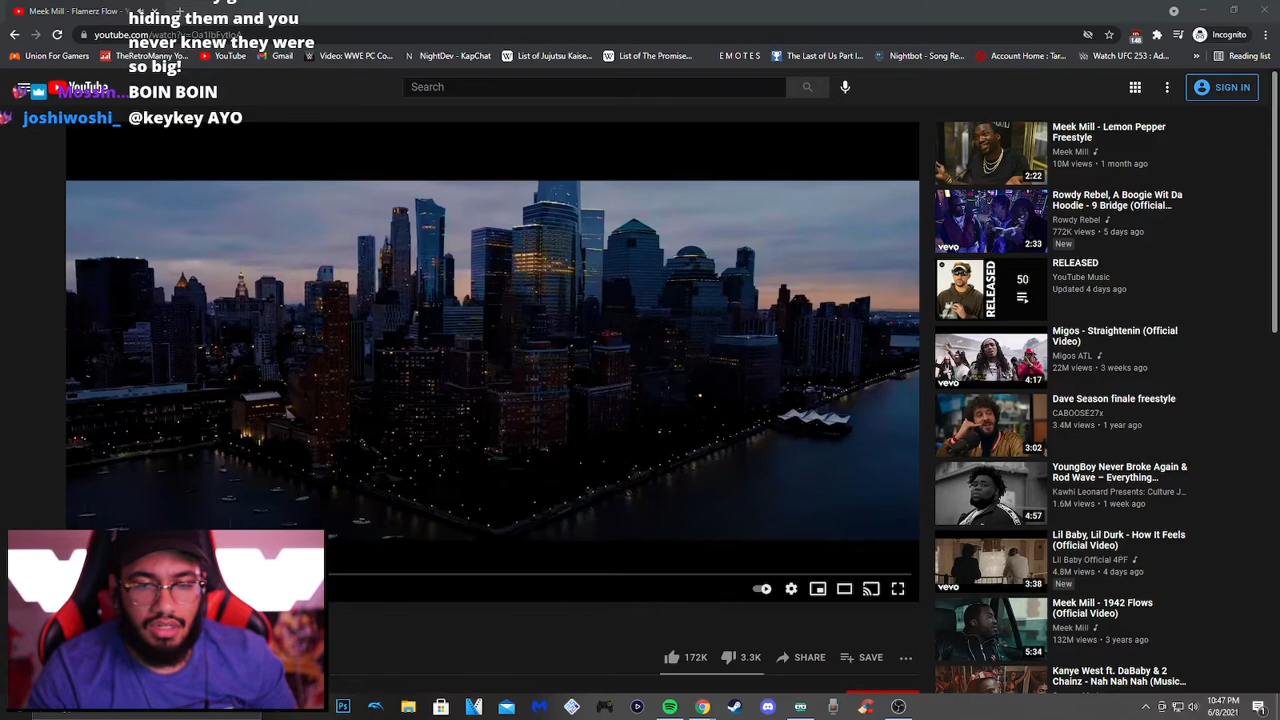 Meek Mill - Flamerz Flow -
hiding them and you
never knew they were
so big!
BOIN BOIN
joshiwoshi_ @keykey AYO
Incognito
Union For Gamers
TheRetroManny Yo...
YouTube
Gmail
Video: WWE PC Co...
NightDev - KapChat
List of Jujutsu Kais...
List of The Promise...
E M O T E S
The Last of Us Part I...
Nightbot - Song Re...
Account Home : Tar...
Watch UFC 253 : Ad...
Reading list
Search
SIGN IN
Meek Mill - Lemon Pepper
Freestyle
Meek Mill
10M views • 1 month ago
2:22
Rowdy Rebel, A Boogie Wit Da
Hoodie - 9 Bridge (Official...
Rowdy Rebel
772K views • 5 days ago
New
vevo
2:33
RELEASED
YouTube Music
Updated 4 days ago
RELEASED
50
Migos - Straightenin (Official
Video)
Migos ATL
22M views • 3 weeks ago
vevo
4:17
Dave Season finale freestyle
CABOOSE27x
3.4M views • 1 year ago
3:02
YoungBoy Never Broke Again &
Rod Wave – Everything...
Kawhi Leonard Presents: Culture J...
1.6M views • 1 week ago
vevo
4:57
Lil Baby, Lil Durk - How It Feels
(Official Video)
Lil Baby Official 4PF
4.8M views • 4 days ago
New
vevo
3:38
Meek Mill - 1942 Flows
(Official Video)
Meek Mill
132M views • 3 years ago
5:34
Kanye West ft. DaBaby & 2
Chainz - Nah Nah Nah (Music...
172K
3.3K
SHARE
SAVE
10:47 PM
6/8/2021